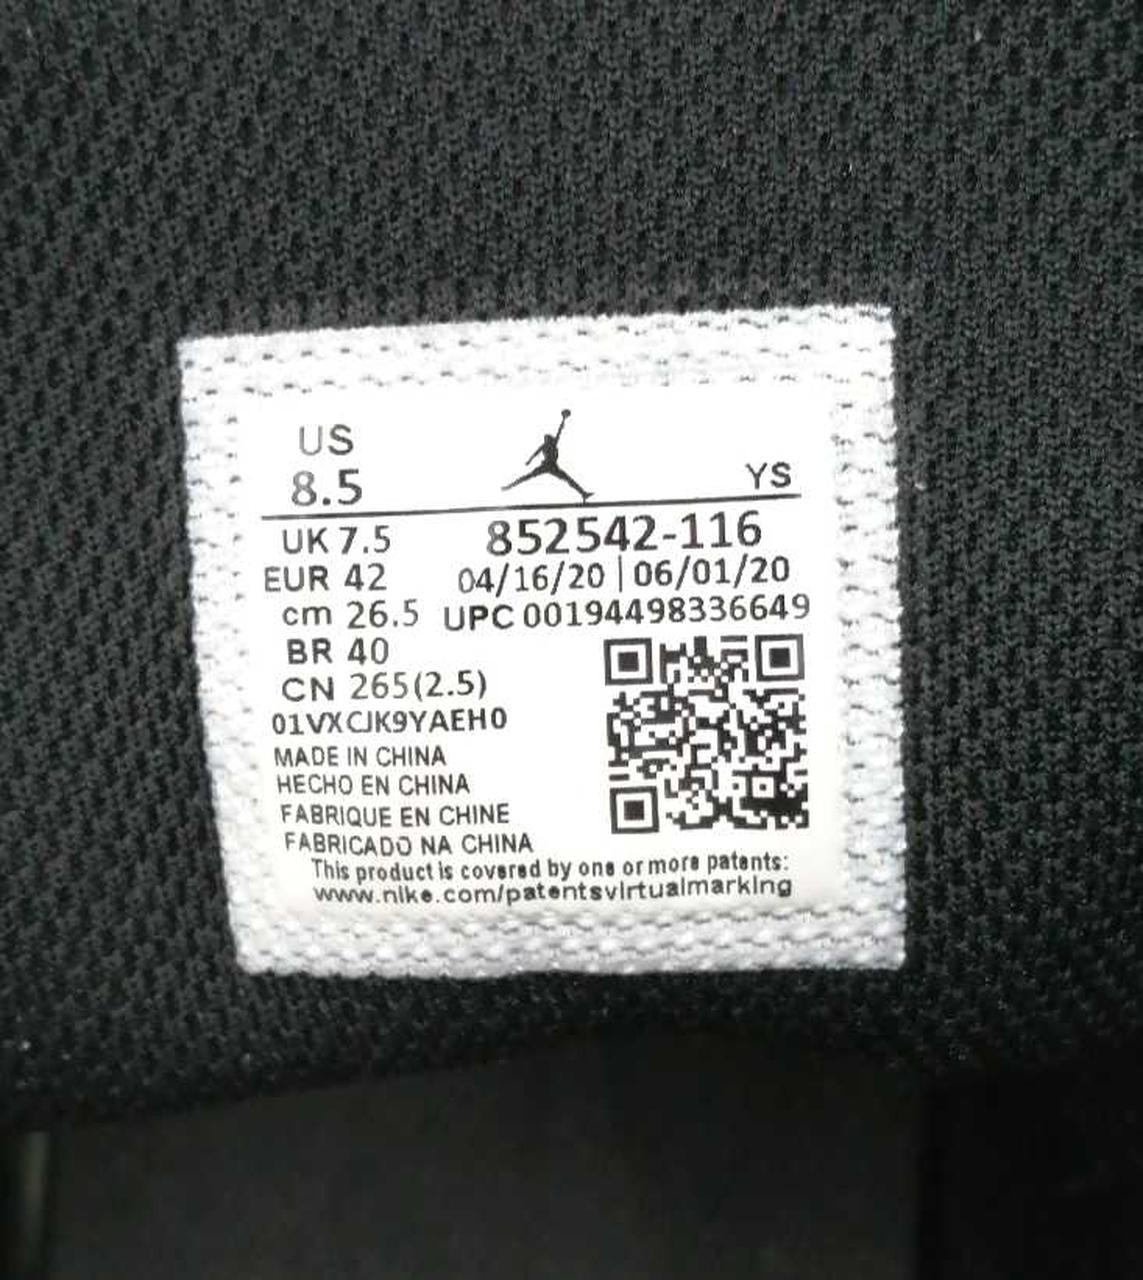 US
8.5
YS
UK 7.5
852542-116
EUR 42
04/16/20 | 06/01/20
cm 26.5
UPC 00194498336649
BR 40
CN 265(2.5)
01VXCJK9YAEH0
MADE IN CHINA
HECHO EN CHINA
FABRIQUE EN CHINE
FABRICADO NA CHINA
This product is covered by one or more patents:
www.nike.com/patentsvirtualmarking